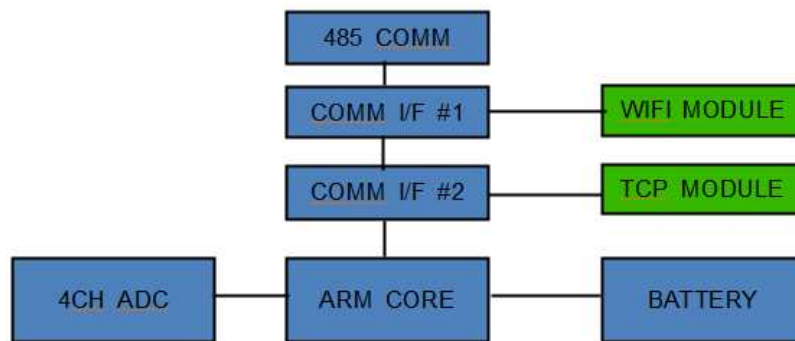 485 COMM
COMM I/F #1
WIFI MODULE
COMM I/F #2
TCP MODULE
4CH ADC
ARM CORE
BATTERY